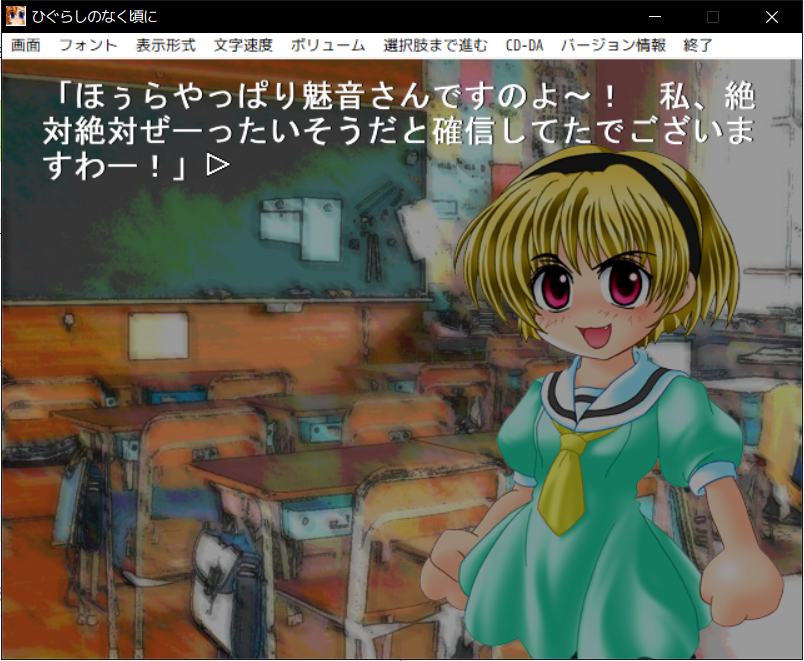 ひぐらしのなく頃に
画面 フォント 表示形式 文字速度 ボリューム 選択肢まで進む CD-DA バージョン情報 終了
「ほぅらやっぱり魅音さんですのよ～！　私、絶
対絶対ぜーったいそうだと確信してたでございま
すわー！」▷